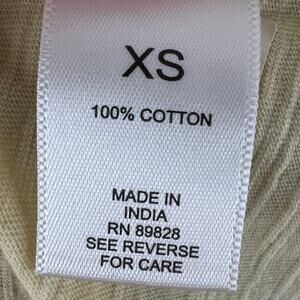 XS
100% COTTON
MADE IN
INDIA
RN 89828
SEE REVERSE
FOR CARE